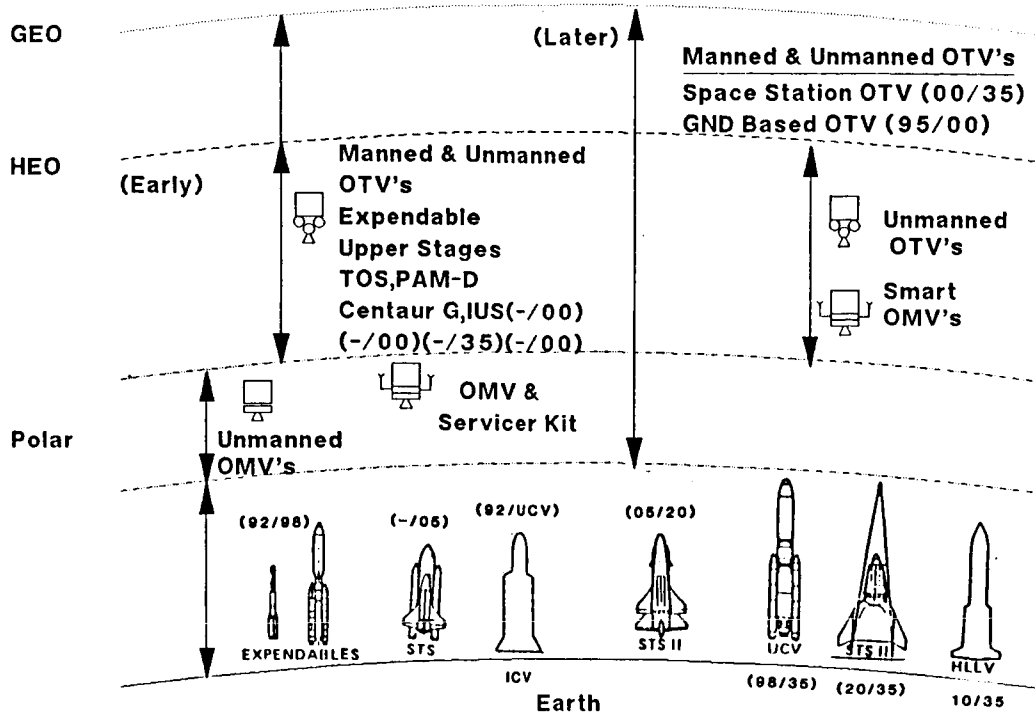 GEO
(Later)
Manned & Unmanned OTV's
Space Station OTV (00/35)
GND Based OTV (95/00)
HEO
(Early)
Manned & Unmanned
OTV's
Expendable
Upper Stages
TOS,PAM-D
Centaur G,IUS(-/00)
(-/00)(-/35)(-/00)
Unmanned
OTV's
Smart
OMV's
OMV &
Servicer Kit
Polar
Unmanned
OMV's
(92/98)
(-/05)
(92/UCV)
(05/20)
EXPENDABLES
STS
ICV
STS II
UCV
(98/35)
STS II
(20/35)
HLLV
10/35
Earth